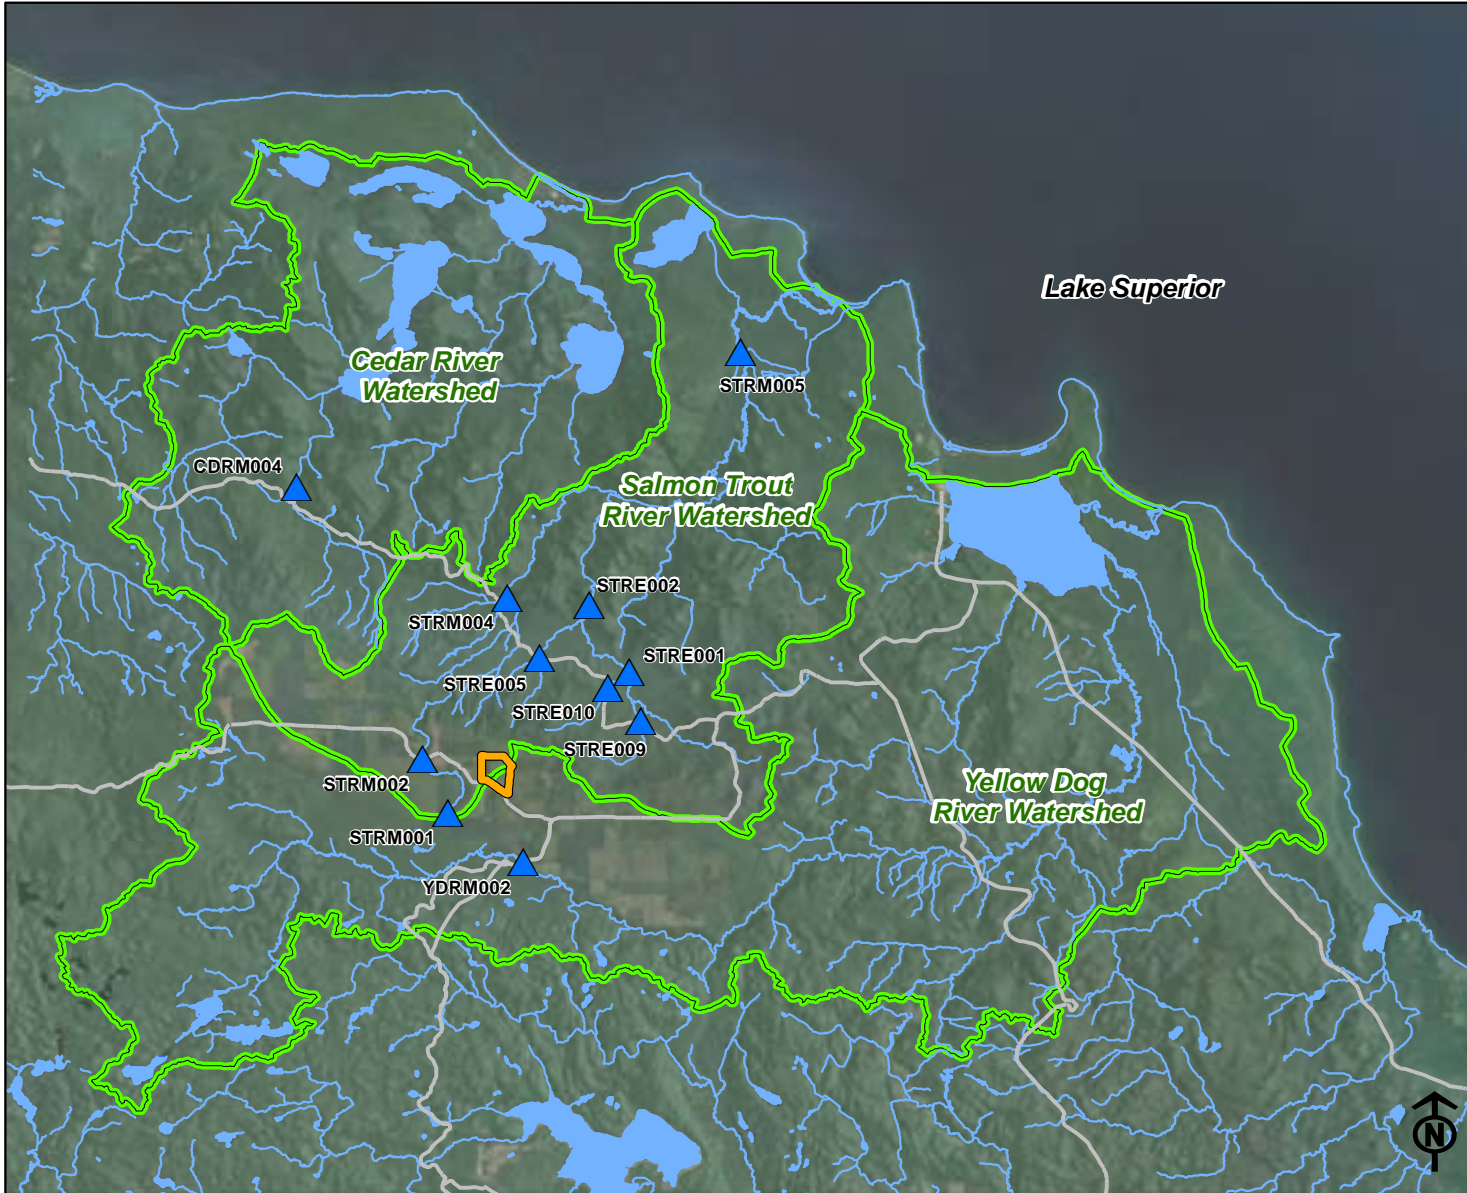 Lake Superior
Cedar River
Watershed
STRM005
CDRM004
Salmon Trout
River Watershed
STRE002
STRM004
STRE001
STRE005
STRE010
STRE009
STRM002
Yellow Dog
River Watershed
STRM001
YDRM002
N